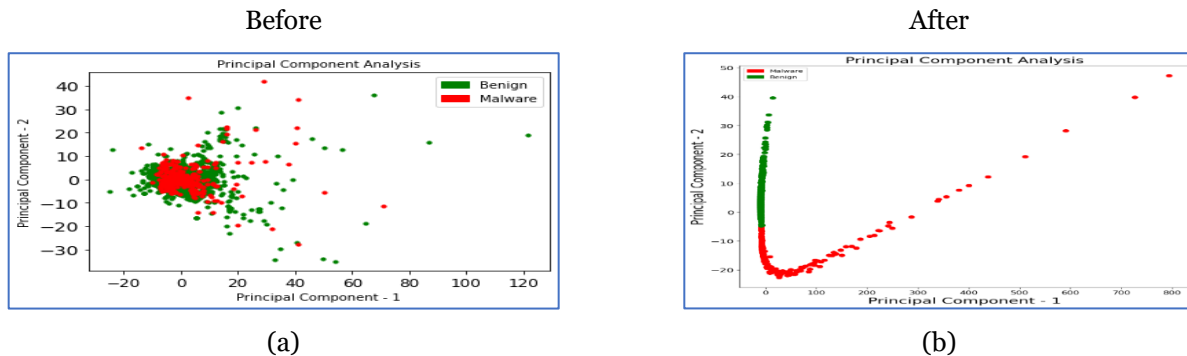 Before
After
Principal Component Analysis
Benign
Malware
40
30
20
10
0
−10
−20
−30
Principal Component - 2
−20
0
20
40
60
80
100
120
Principal Component - 1
(a)
Principal Component Analysis
Malware
Benign
50
40
30
20
10
0
−10
−20
Principal Component - 2
0
100
200
300
400
500
600
700
800
Principal Component - 1
(b)